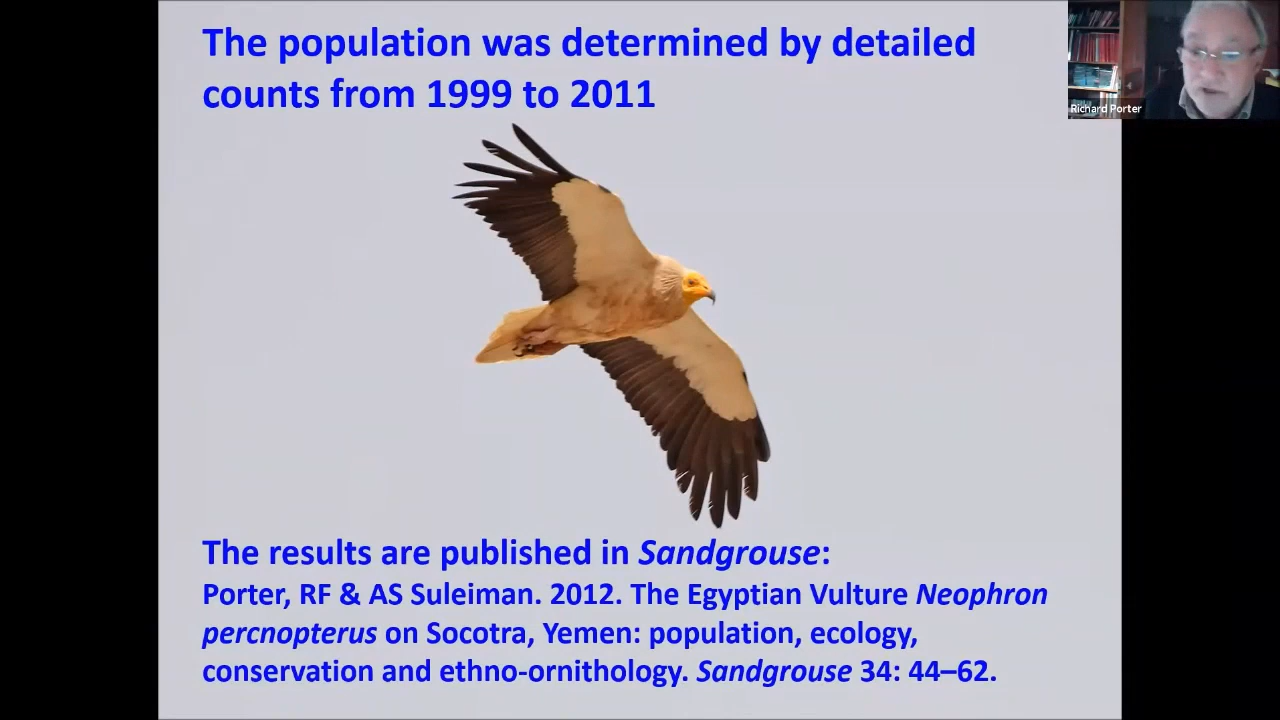 The population was determined by detailed
counts from 1999 to 2011
Richard Porter
The results are published in Sandgrouse:
Porter, RF & AS Suleiman. 2012. The Egyptian Vulture Neophron
percnopterus on Socotra, Yemen: population, ecology,
conservation and ethno-ornithology. Sandgrouse 34: 44–62.